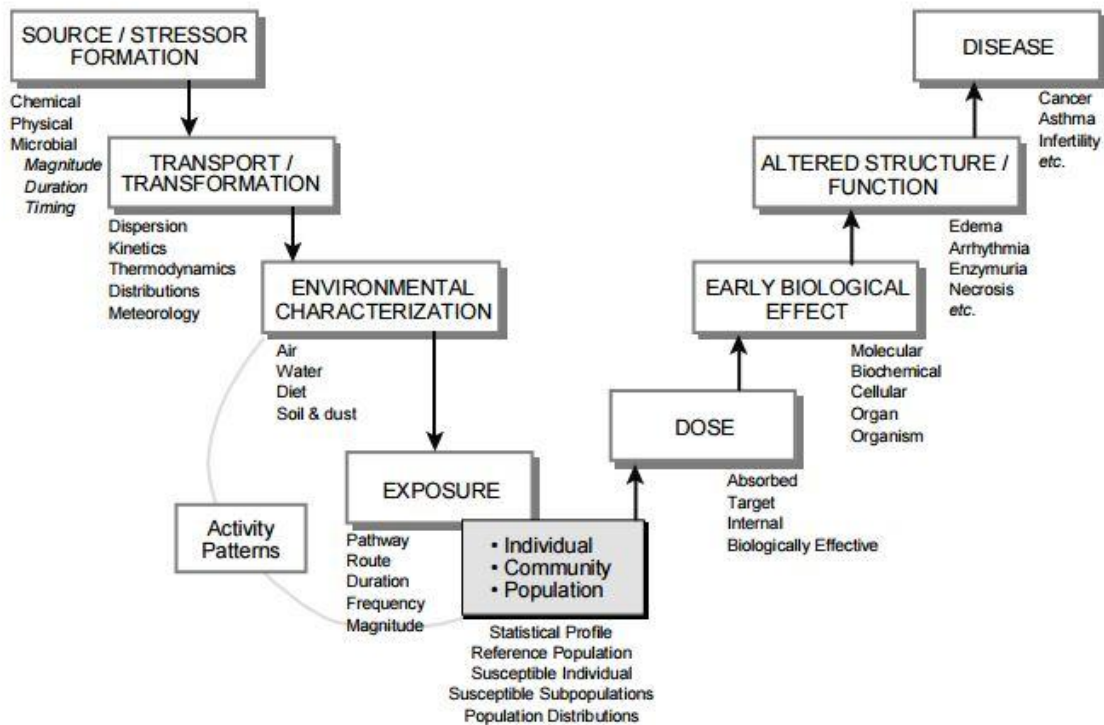 SOURCE / STRESSOR
FORMATION
Chemical
Physical
Microbial
Magnitude
Duration
Timing
TRANSPORT /
TRANSFORMATION
Dispersion
Kinetics
Thermodynamics
Distributions
Meteorology
ENVIRONMENTAL
CHARACTERIZATION
Air
Water
Diet
Soil & dust
Activity
Patterns
EXPOSURE
Pathway
Route
Duration
Frequency
Magnitude
• Individual
• Community
• Population
Statistical Profile
Reference Population
Susceptible Individual
Susceptible Subpopulations
Population Distributions
DOSE
Absorbed
Target
Internal
Biologically Effective
EARLY BIOLOGICAL
EFFECT
Molecular
Biochemical
Cellular
Organ
Organism
ALTERED STRUCTURE /
FUNCTION
Edema
Arrhythmia
Enzymuria
Necrosis
etc.
DISEASE
Cancer
Asthma
Infertility
etc.